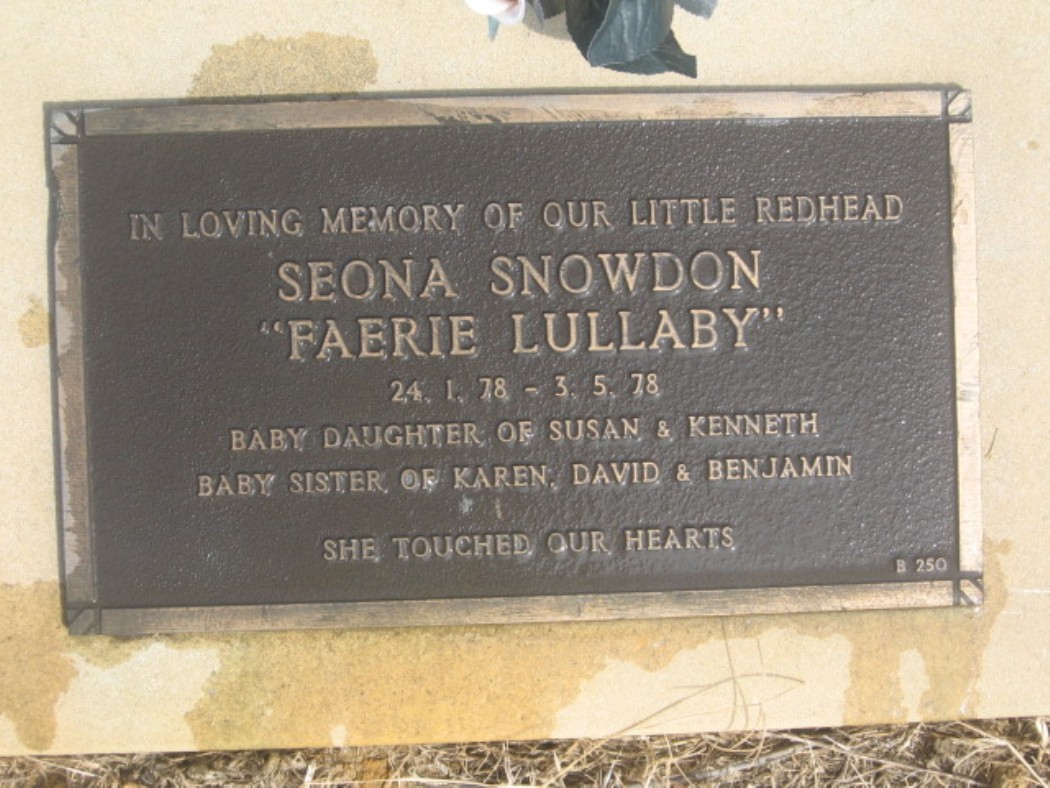 IN LOVING MEMORY OF OUR LITTLE REDHEAD
SEONA SNOWDON
"FAERIE LULLABY"
24. 1. 78 - 3. 5. 78
BABY DAUGHTER OF SUSAN & KENNETH
BABY SISTER OF KAREN, DAVID & BENJAMIN
SHE TOUCHED OUR HEARTS
B 250